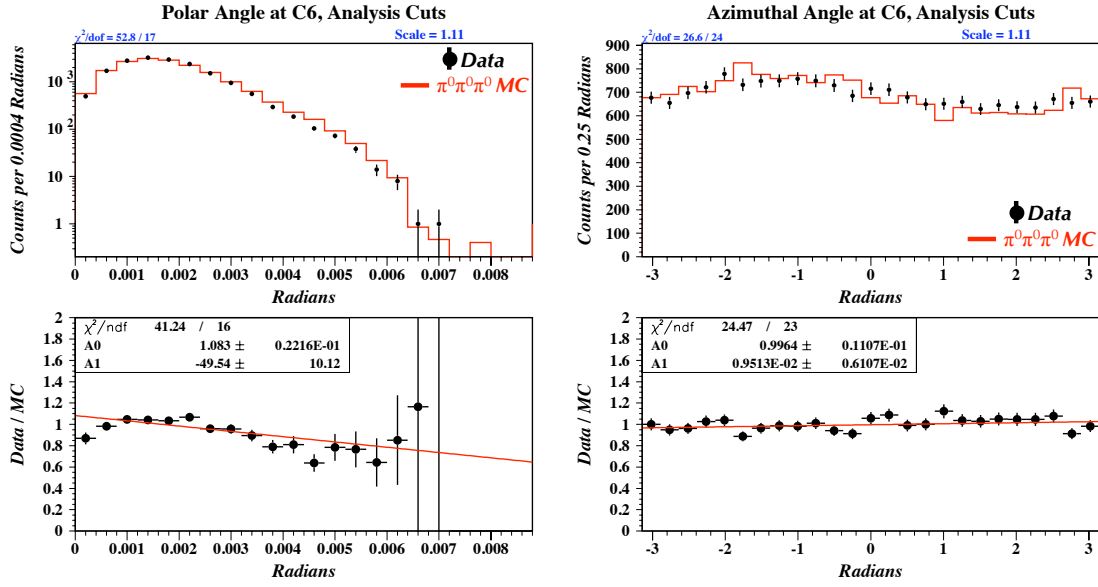 Polar Angle at C6, Analysis Cuts
χ²/dof = 52.8 / 17
Scale = 1.11
Counts per 0.0004 Radians
10³
10²
10
1
Data
π⁰π⁰π⁰ MC
0 0.001 0.002 0.003 0.004 0.005 0.006 0.007 0.008
Radians
Azimuthal Angle at C6, Analysis Cuts
χ²/dof = 26.6 / 24
Scale = 1.11
Counts per 0.25 Radians
900
800
700
600
500
400
300
200
100
0
Data
π⁰π⁰π⁰ MC
-3 -2 -1 0 1 2 3
Radians
Data / MC
2
1.8
1.6
1.4
1.2
1
0.8
0.6
0.4
0.2
0
χ²/ndf 41.24 / 16
A0 1.083 ± 0.2216E-01
A1 -49.54 ± 10.12
0 0.001 0.002 0.003 0.004 0.005 0.006 0.007 0.008
Radians
Data / MC
2
1.8
1.6
1.4
1.2
1
0.8
0.6
0.4
0.2
0
χ²/ndf 24.47 / 23
A0 0.9964 ± 0.1107E-01
A1 0.9513E-02 ± 0.6107E-02
-3 -2 -1 0 1 2 3
Radians